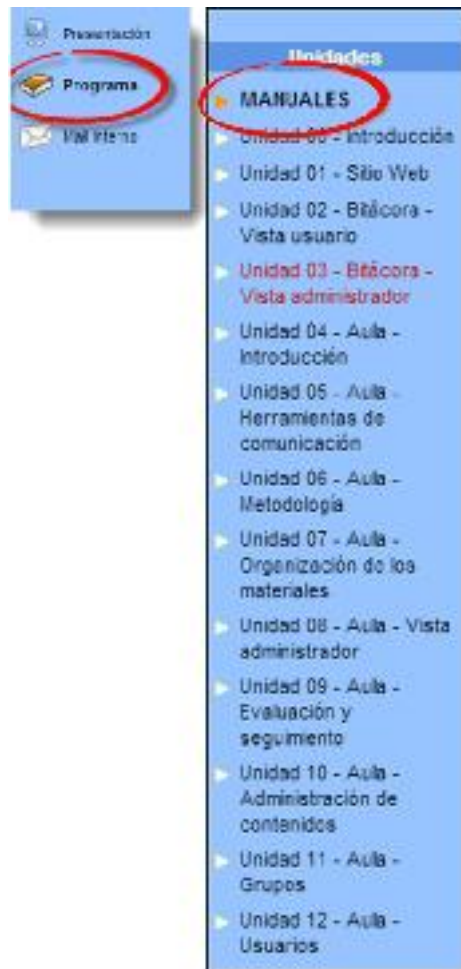 Presentación
Programa
Mail interno
Unidades
MANUALES
Unidad 00 - Introducción
Unidad 01 - Sitio Web
Unidad 02 - Bitácora -
Vista usuario
Unidad 03 - Bitácora -
Vista administrador
Unidad 04 - Aula -
Introducción
Unidad 05 - Aula -
Herramientas de
comunicación
Unidad 06 - Aula -
Metodología
Unidad 07 - Aula -
Organización de los
materiales
Unidad 08 - Aula - Vista
administrador
Unidad 09 - Aula -
Evaluación y
seguimiento
Unidad 10 - Aula -
Administración de
contenidos
Unidad 11 - Aula -
Grupos
Unidad 12 - Aula -
Usuarios